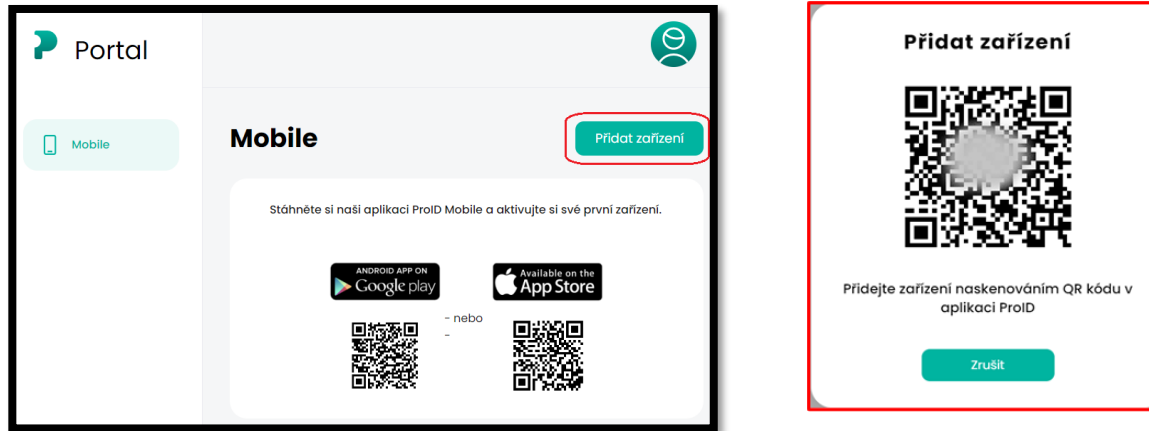 Portal
Mobile
Mobile
Přidat zařízení
Stáhněte si naši aplikaci ProID Mobile a aktivujte si své první zařízení.
ANDROID APP ON
Google play
Available on the
App Store
- nebo
-
Přidat zařízení
Přidejte zařízení naskenováním QR kódu v
aplikaci ProID
Zrušit